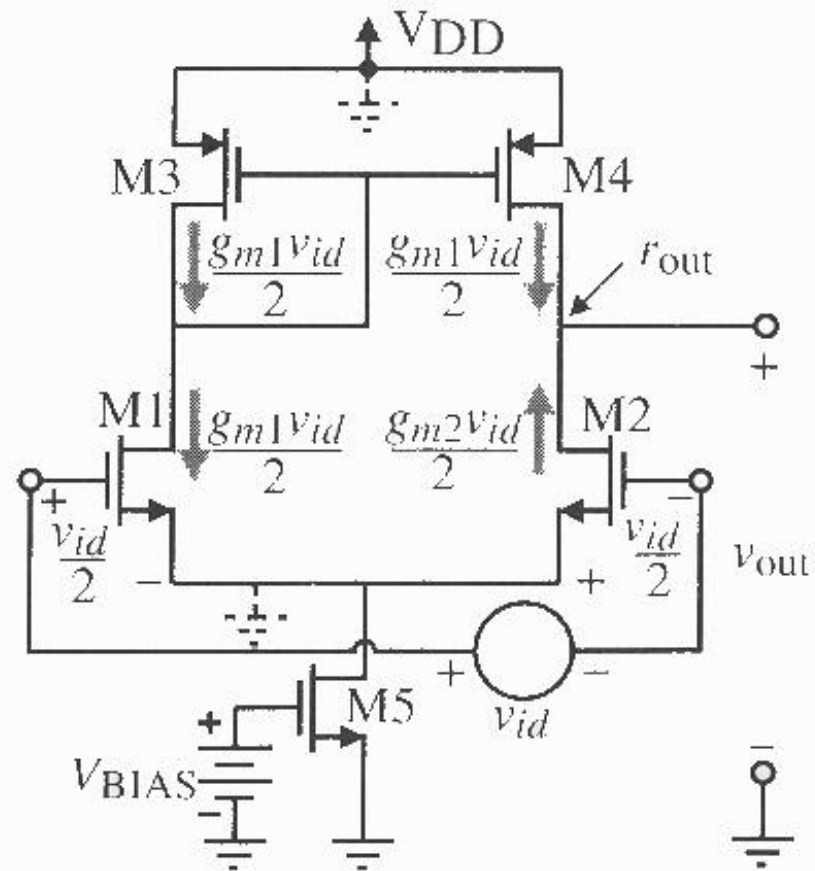 VDD
M3
M4
gm1vid/2
gm1vid/2
rout
+
M1
M2
gm1vid/2
gm2vid/2
+
−
vid/2
vid/2
−
+
vout
+
−
vid
M5
+
VBIAS
−
−